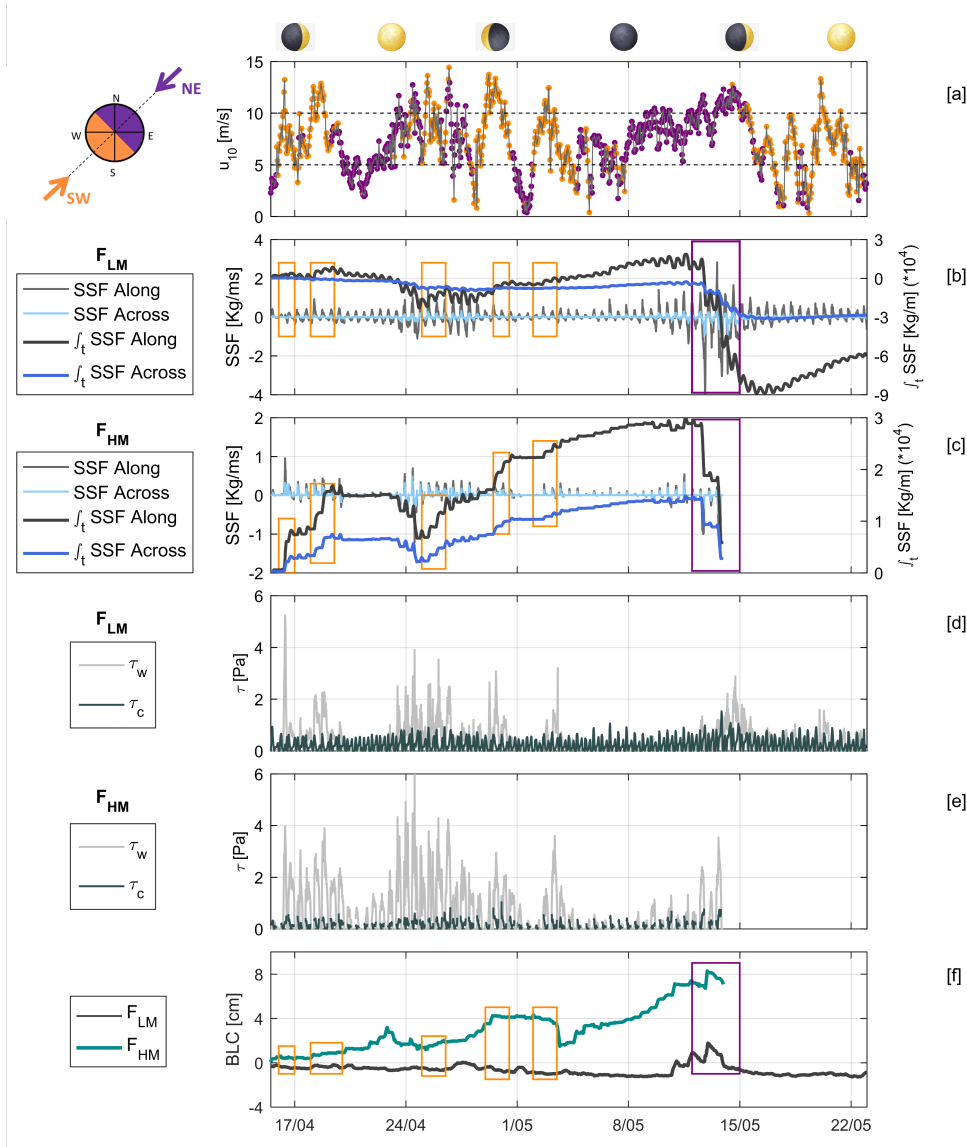 [a]
NE
N
W
E
S
SW
u10 [m/s]
15
10
5
0
FLM
SSF Along
SSF Across
∫t SSF Along
∫t SSF Across
[b]
SSF [Kg/ms]
4
2
0
-2
-4
3
0
-3
-6
-9
∫t SSF [Kg/m] (*10^4)
FHM
SSF Along
SSF Across
∫t SSF Along
∫t SSF Across
[c]
SSF [Kg/ms]
2
1
0
-1
-2
3
2
1
0
∫t SSF [Kg/m] (*10^4)
FLM
τw
τc
[d]
τ [Pa]
6
4
2
0
FHM
τw
τc
[e]
τ [Pa]
6
4
2
0
FLM
FHM
[f]
BLC [cm]
8
4
0
-4
17/04 24/04 1/05 8/05 15/05 22/05